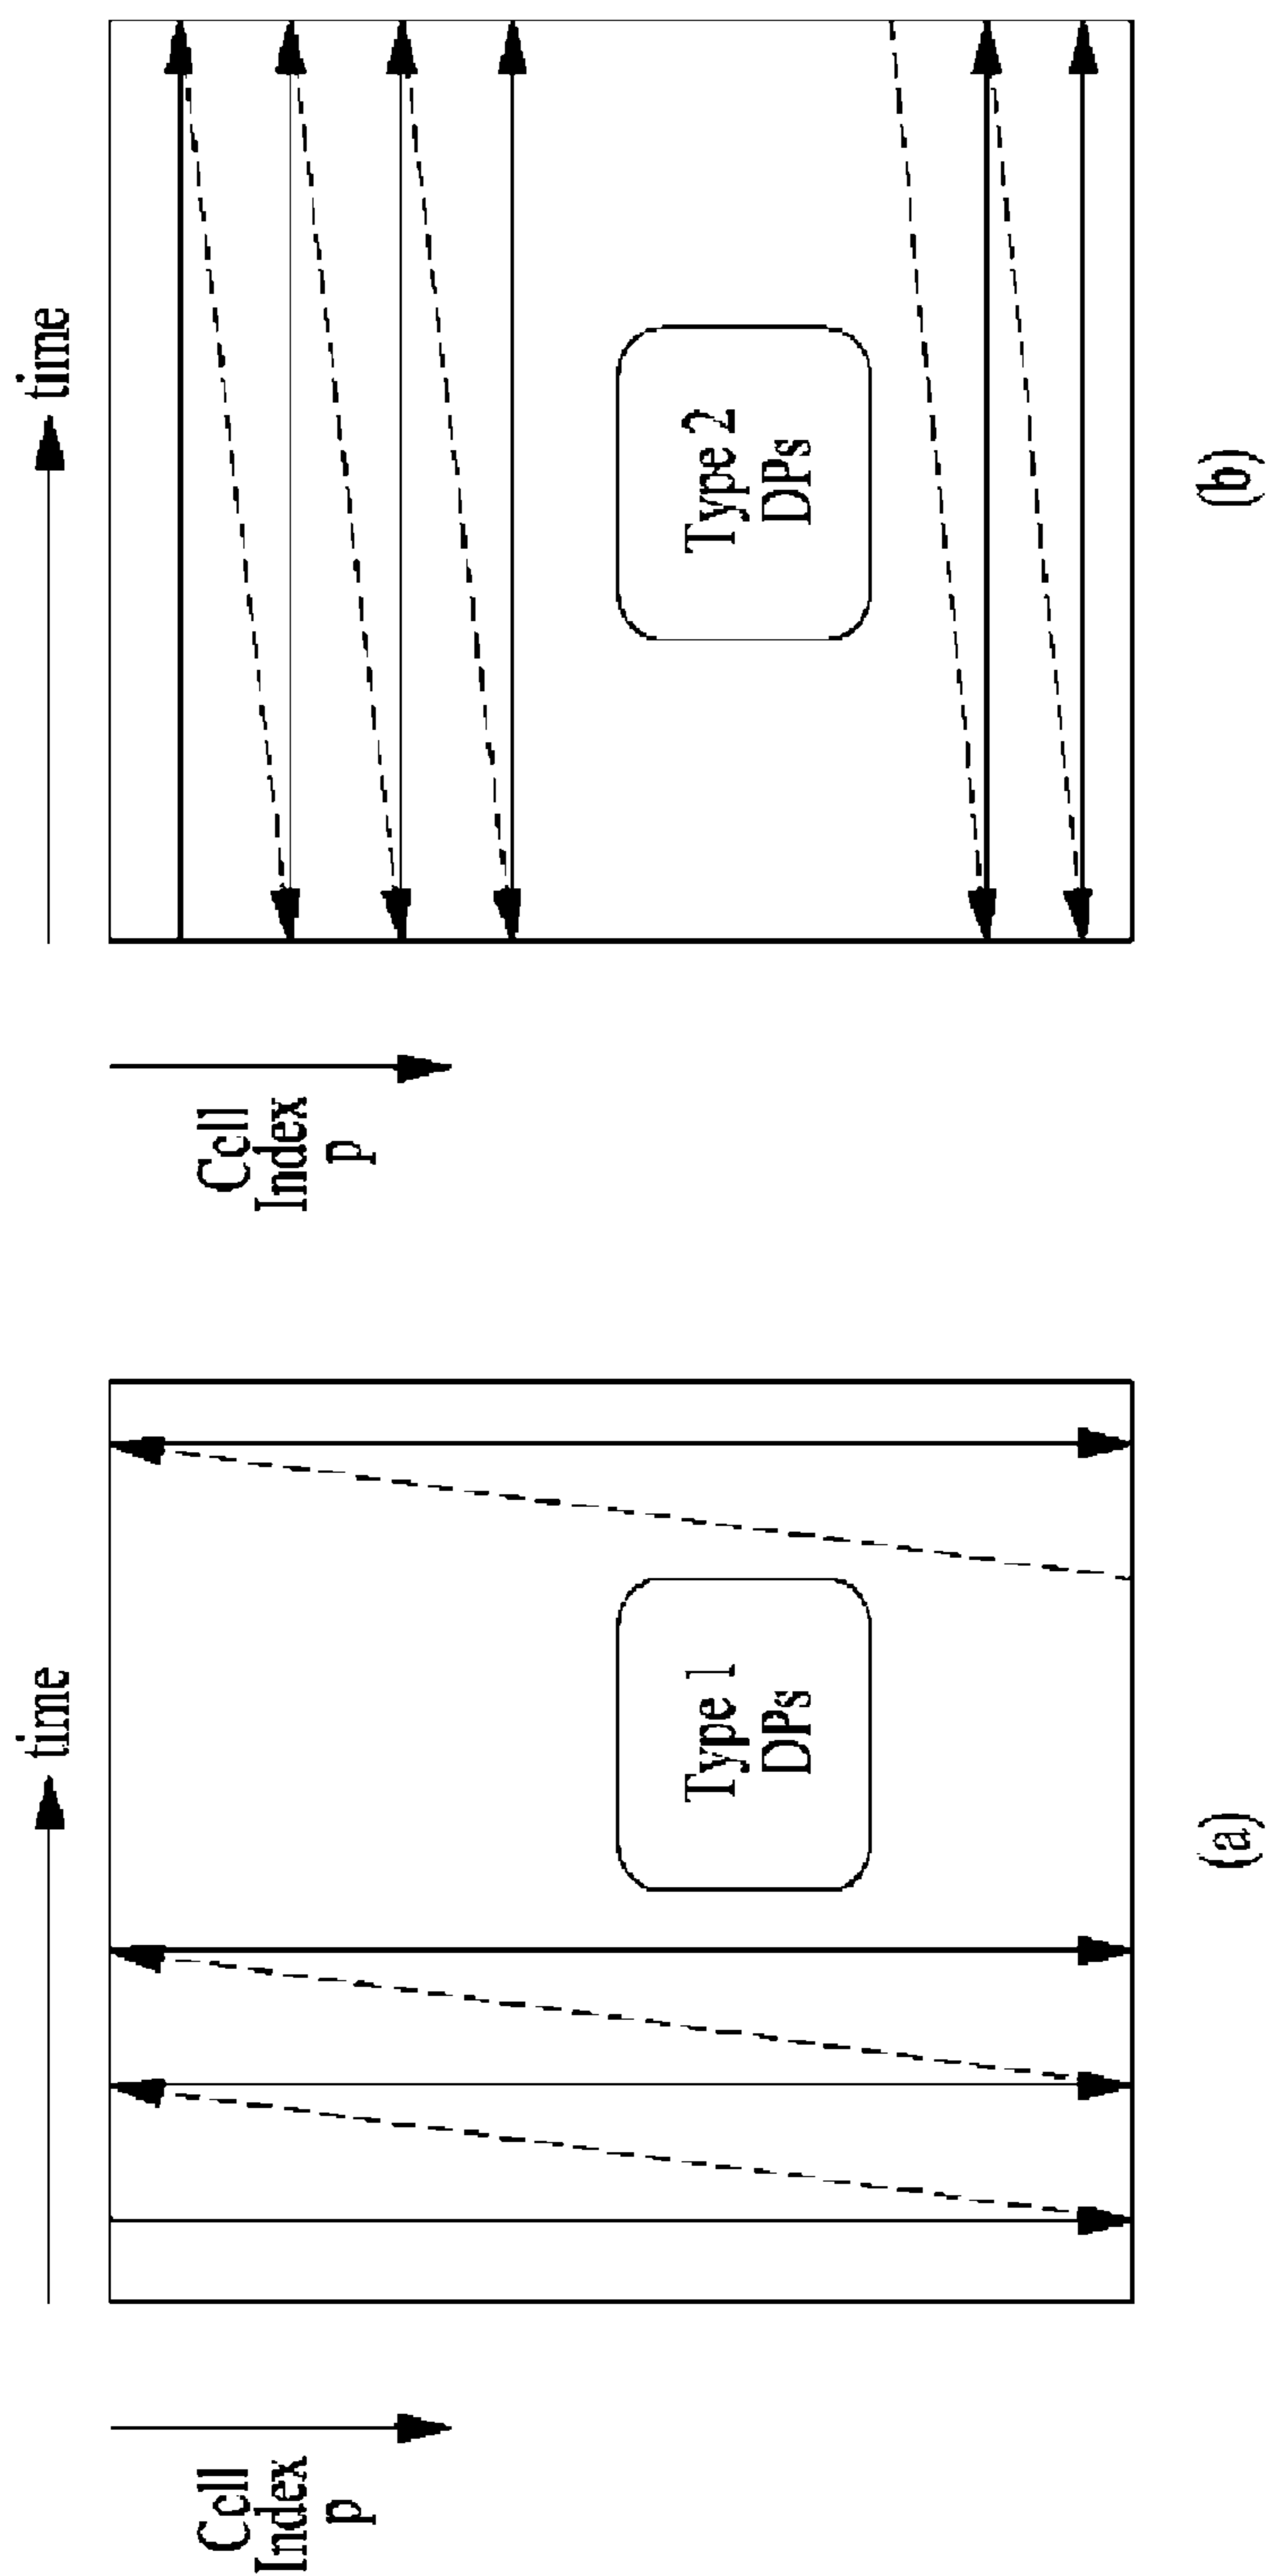 time
Cell
Index
p
Type 1
DPs
(a)
time
Cell
Index
p
Type 2
DPs
(b)